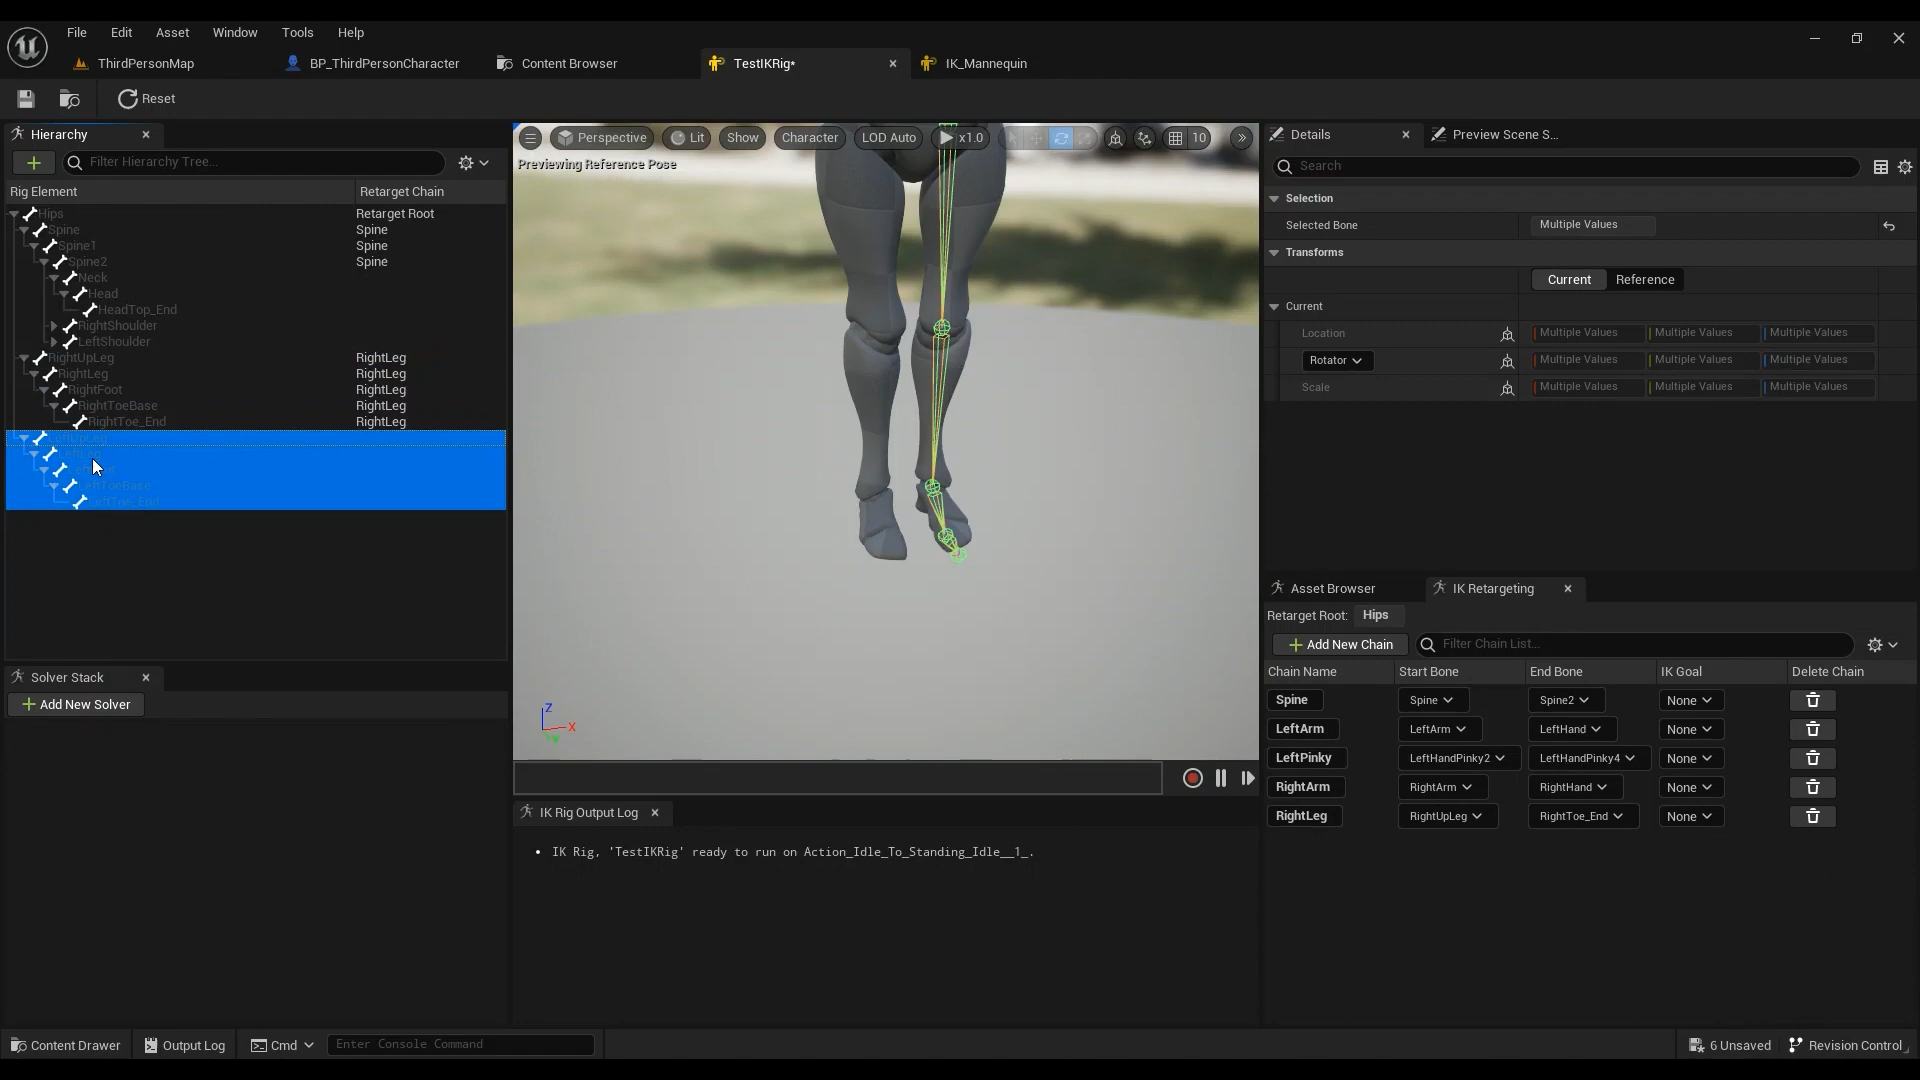 File Edit Asset Window Tools Help
ThirdPersonMap BP_ThirdPersonCharacter Content Browser TestIKRig* IK_Mannequin
Reset
Hierarchy
Filter Hierarchy Tree...
Rig Element Retarget Chain
Hips Retarget Root
Spine Spine
Spine1 Spine
Spine2 Spine
Neck
Head
HeadTop_End
RightShoulder
LeftShoulder
RightUpLeg RightLeg
RightLeg RightLeg
RightFoot RightLeg
RightToeBase RightLeg
RightToe_End RightLeg
LeftUpLeg
LeftLeg
LeftToeBase
LeftToe_End
Solver Stack
Add New Solver
Perspective Lit Show Character LOD Auto x1.0 10
Previewing Reference Pose
Z
X
Y
IK Rig Output Log
• IK Rig, 'TestIKRig' ready to run on Action_Idle_To_Standing_Idle__1_.
Details Preview Scene S...
Search
Selection
Selected Bone Multiple Values
Transforms
Current Reference
Current
Location Multiple Values Multiple Values Multiple Values
Rotator Multiple Values Multiple Values Multiple Values
Scale Multiple Values Multiple Values Multiple Values
Asset Browser IK Retargeting
Retarget Root: Hips
Add New Chain Filter Chain List...
Chain Name Start Bone End Bone IK Goal Delete Chain
Spine Spine Spine2 None
LeftArm LeftArm LeftHand None
LeftPinky LeftHandPinky2 LeftHandPinky4 None
RightArm RightArm RightHand None
RightLeg RightUpLeg RightToe_End None
Content Drawer Output Log Cmd Enter Console Command 6 Unsaved Revision Control